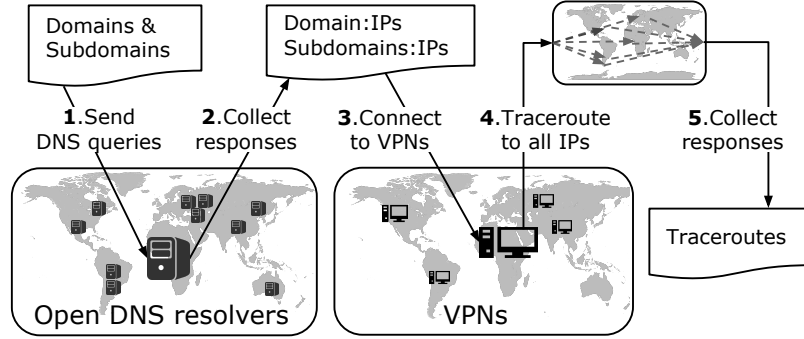 Domains &
Subdomains
Domain:IPs
Subdomains:IPs
1.Send
DNS queries
2.Collect
responses
3.Connect
to VPNs
4.Traceroute
to all IPs
5.Collect
responses
Open DNS resolvers
VPNs
Traceroutes